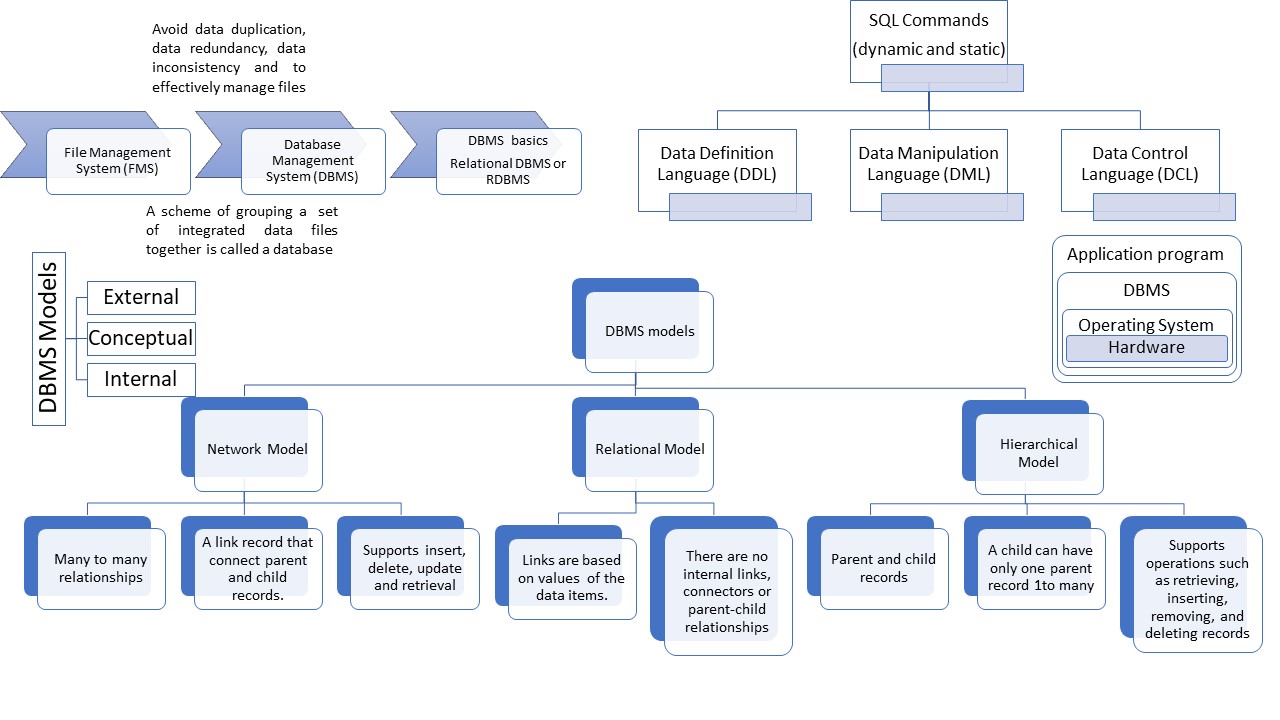 Avoid data duplication,
data redundancy, data
inconsistency and to
effectively manage files
File Management
System (FMS)
Database
Management
System (DBMS)
DBMS basics
Relational DBMS or
RDBMS
A scheme of grouping a set
of integrated data files
together is called a database
SQL Commands
(dynamic and static)
Data Definition
Language (DDL)
Data Manipulation
Language (DML)
Data Control
Language (DCL)
Application program
DBMS
Operating System
Hardware
DBMS Models
External
Conceptual
Internal
DBMS models
Network Model
Relational Model
Hierarchical
Model
Many to many
relationships
A link record that
connect parent
and child
records.
Supports insert,
delete, update
and retrieval
Links are based
on values of the
data items.
There are no
internal links,
connectors or
parent-child
relationships
Parent and child
records
A child can have
only one parent
record 1to many
Supports
operations such
as retrieving,
inserting,
removing, and
deleting records